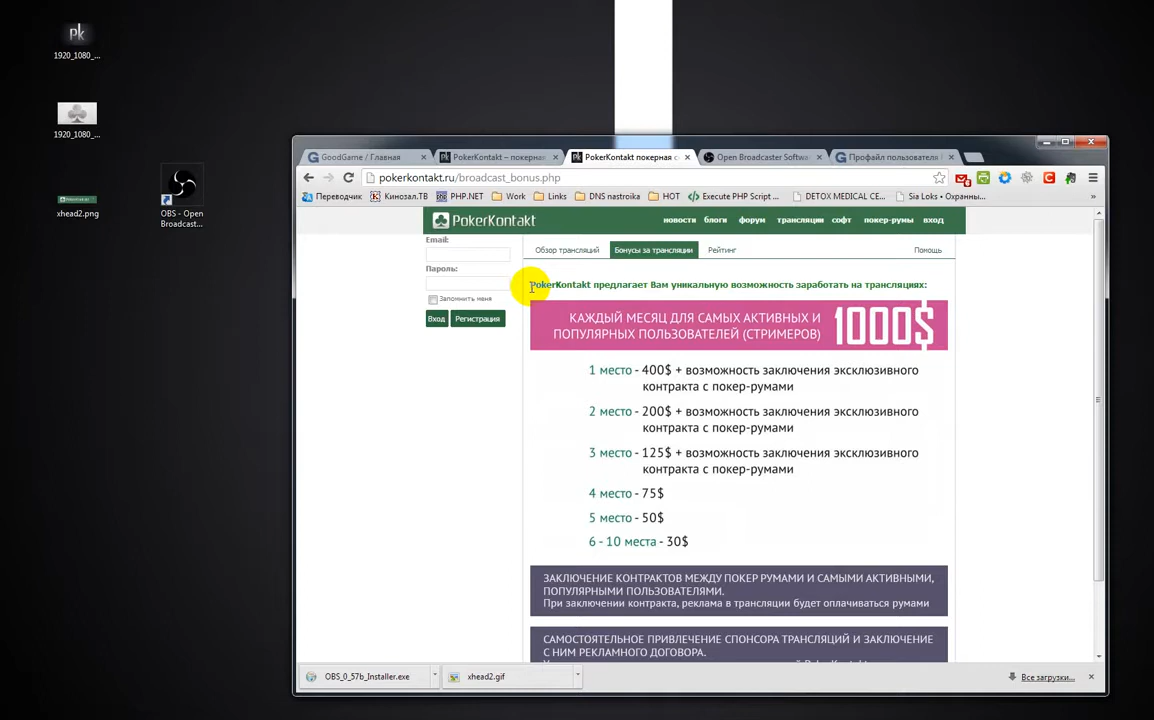 pk
1920_1080_...
1920_1080_...
OBS - Open
Broadcast...
xhead2.png
GoodGame / Главная
PokerKontakt – покерная
PokerKontakt покерная с
Open Broadcaster Softwa
Профайл пользователя
pokerkontakt.ru/broadcast_bonus.php
Переводчик
Кинозал.ТВ
PHP.NET
Work
Links
DNS nastroika
HOT
Execute PHP Script ...
DETOX MEDICAL CE...
Sia Loks • Охранны...
»
PokerKontakt
новости
блоги
форум
трансляции
софт
покер-румы
вход
Email:
Пароль:
Запомнить меня
Вход
Регистрация
Обзор трансляций
Бонусы за трансляции
Рейтинг
Помощь
PokerKontakt предлагает Вам уникальную возможность заработать на трансляциях:
КАЖДЫЙ МЕСЯЦ ДЛЯ САМЫХ АКТИВНЫХ И
ПОПУЛЯРНЫХ ПОЛЬЗОВАТЕЛЕЙ (СТРИМЕРОВ)
1000$
1 место - 400$ + возможность заключения эксклюзивного
контракта с покер-румами
2 место - 200$ + возможность заключения эксклюзивного
контракта с покер-румами
3 место - 125$ + возможность заключения эксклюзивного
контракта с покер-румами
4 место - 75$
5 место - 50$
6 - 10 места - 30$
ЗАКЛЮЧЕНИЕ КОНТРАКТОВ МЕЖДУ ПОКЕР РУМАМИ И САМЫМИ АКТИВНЫМИ,
ПОПУЛЯРНЫМИ ПОЛЬЗОВАТЕЛЯМИ.
При заключении контракта, реклама в трансляции будет оплачиваться румами
САМОСТОЯТЕЛЬНОЕ ПРИВЛЕЧЕНИЕ СПОНСОРА ТРАНСЛЯЦИЙ И ЗАКЛЮЧЕНИЕ
С НИМ РЕКЛАМНОГО ДОГОВОРА.
OBS_0_57b_Installer.exe
xhead2.gif
Все загрузки...